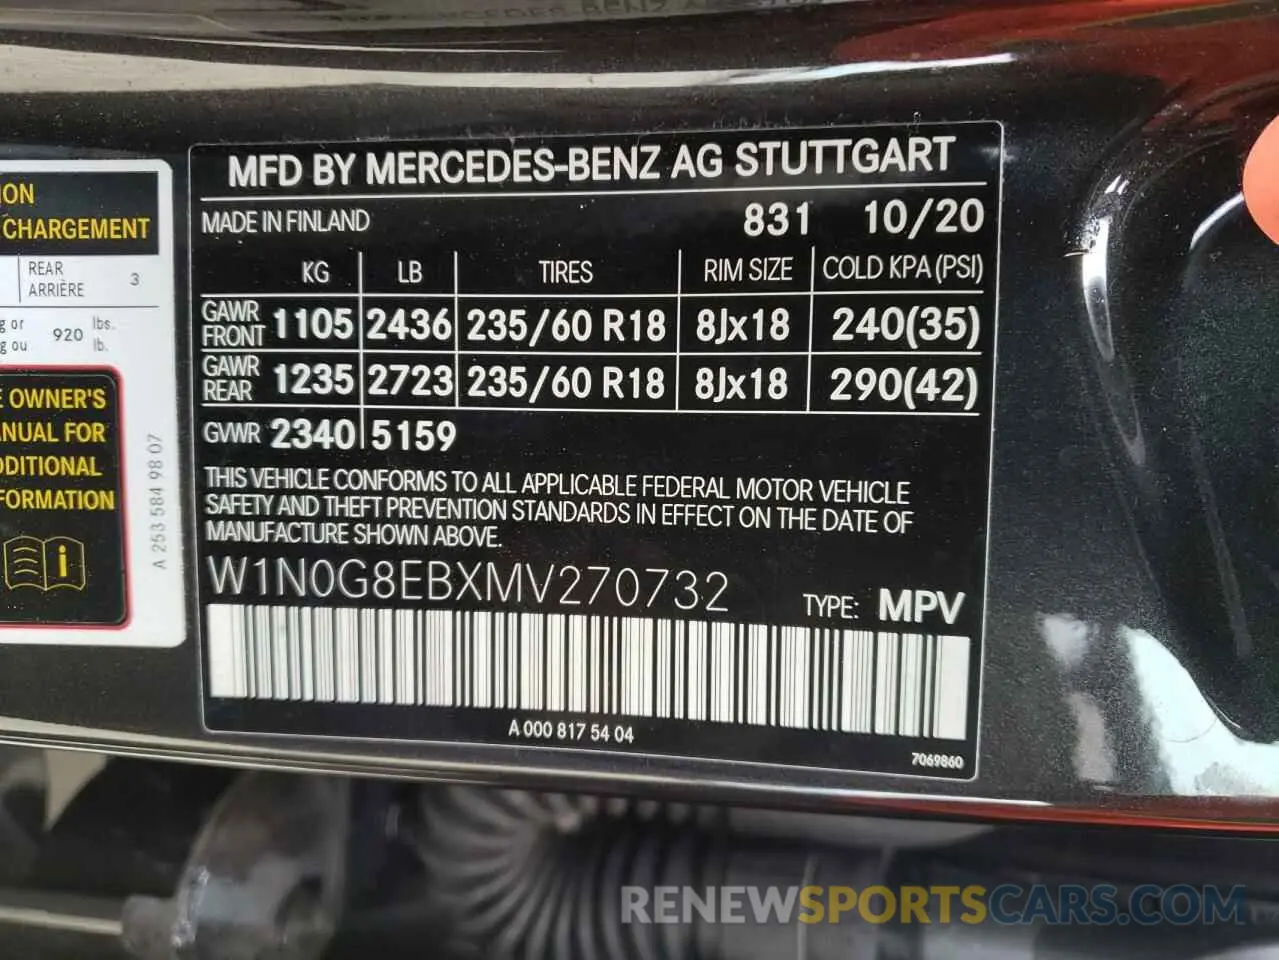 ION
CHARGEMENT
REAR
ARRIÈRE 3
g or 920 lbs.
g ou lb.
OWNER'S
NUAL FOR
DITIONAL
FORMATION
A 253 584 98 07
MFD BY MERCEDES-BENZ AG STUTTGART
MADE IN FINLAND 831 10/20
KG LB TIRES RIM SIZE COLD KPA(PSI)
GAWR FRONT 1105 2436 235/60 R18 8Jx18 240(35)
GAWR REAR 1235 2723 235/60 R18 8Jx18 290(42)
GVWR 2340 5159
THIS VEHICLE CONFORMS TO ALL APPLICABLE FEDERAL MOTOR VEHICLE
SAFETY AND THEFT PREVENTION STANDARDS IN EFFECT ON THE DATE OF
MANUFACTURE SHOWN ABOVE.
W1N0G8EBXMV270732 TYPE: MPV
A 000 817 54 04
7069860
RENEWSPORTSCARS.COM